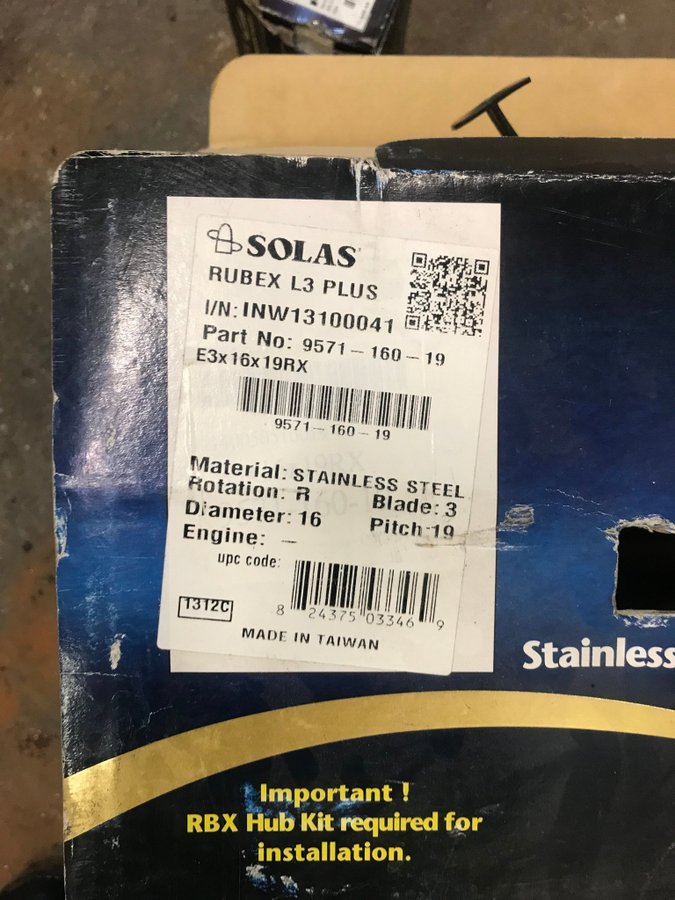 SOLAS
RUBEX L3 PLUS
I/N: INW13100041
Part No: 9571-160-19
E3x16x19RX
9571-160-19
Material: STAINLESS STEEL
Rotation: R Blade: 3
Diameter: 16 Pitch 19
Engine: -
upc code:
8 24375 03346 9
1312C
MADE IN TAIWAN
Stainless
Important !
RBX Hub Kit required for
installation.